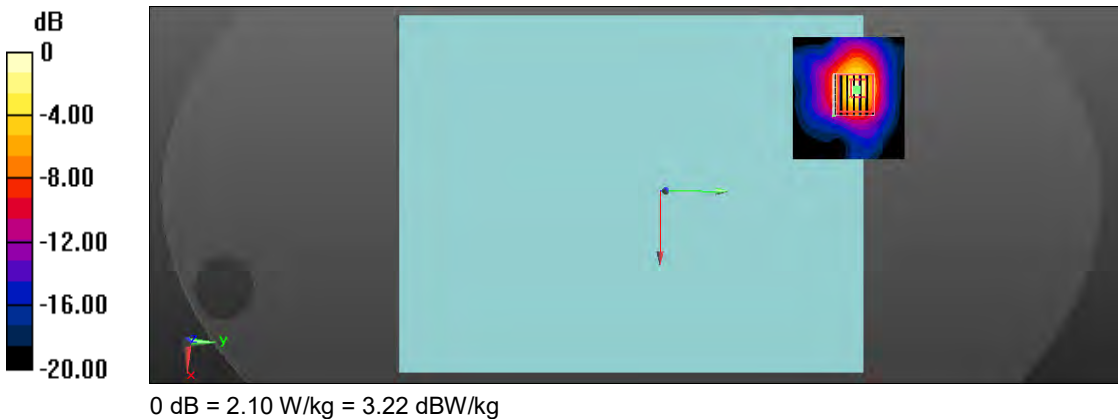 dB
0
-4.00
-8.00
-12.00
-16.00
-20.00
y
x
0 dB = 2.10 W/kg = 3.22 dBW/kg